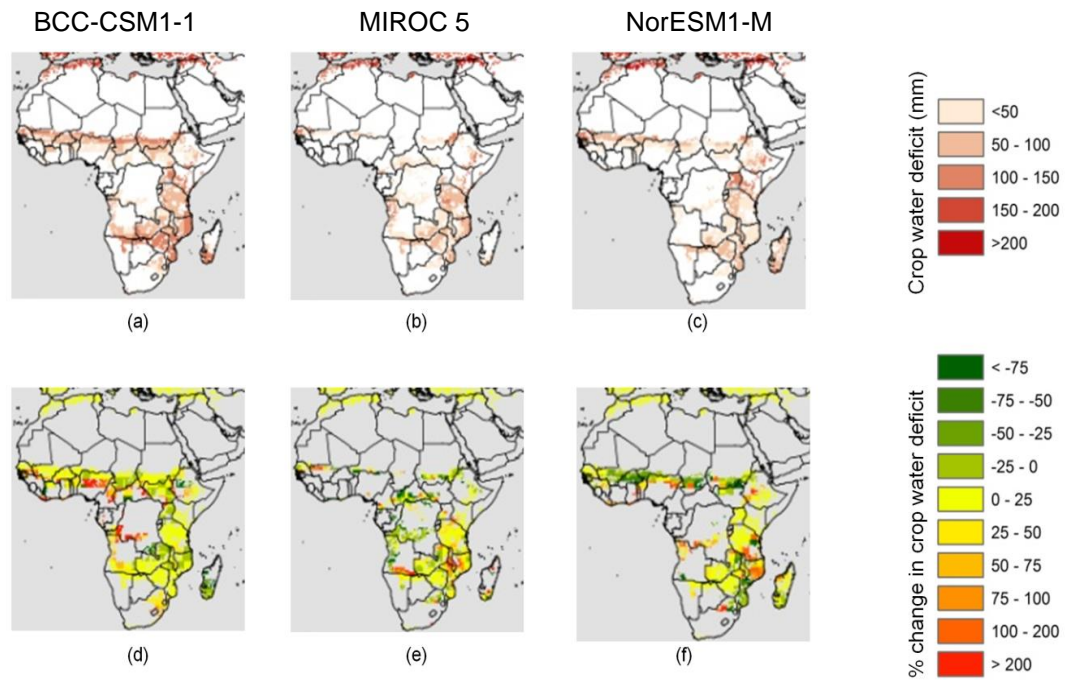 BCC-CSM1-1
MIROC 5
NorESM1-M
(a)
(b)
(c)
Crop water deficit (mm)
<50
50 - 100
100 - 150
150 - 200
>200
(d)
(e)
(f)
% change in crop water deficit
< -75
-75 - -50
-50 - -25
-25 - 0
0 - 25
25 - 50
50 - 75
75 - 100
100 - 200
> 200